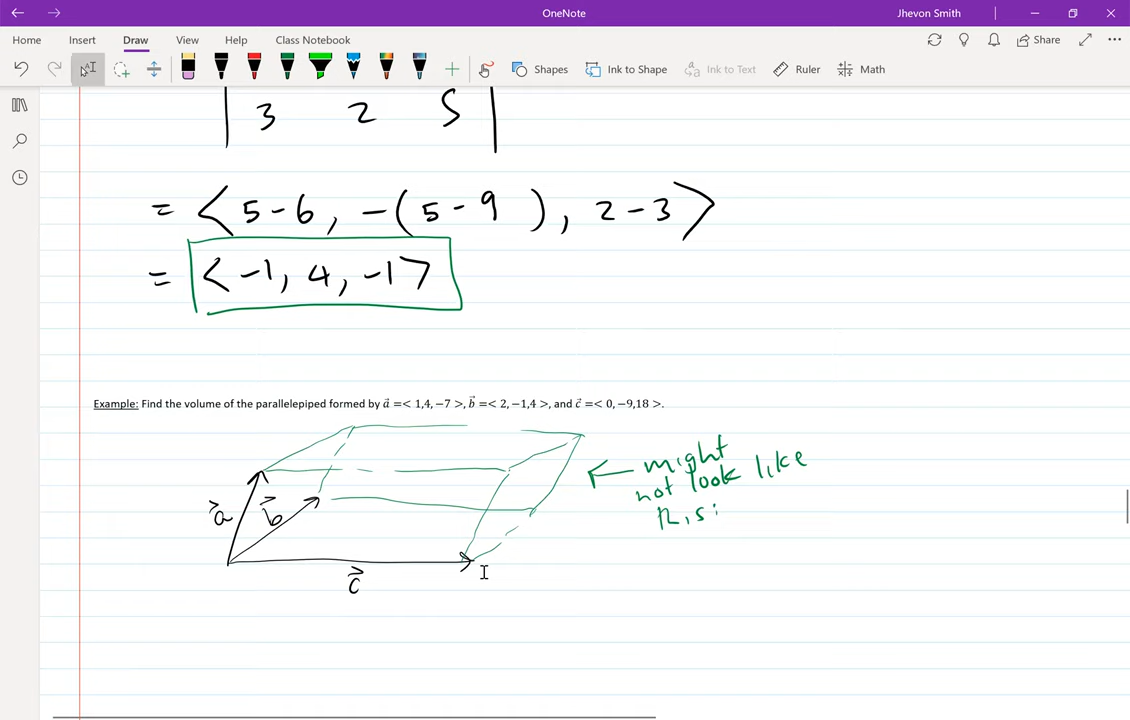 OneNote
Jhevon Smith
Home Insert Draw View Help Class Notebook
Share
Shapes Ink to Shape Ink to Text Ruler Math
| 3 2 5 |
= < 5-6, -(5-9), 2-3 >
= < -1, 4, -1 >
Example: Find the volume of the parallelepiped formed by a⃗ =< 1,4,−7 >, b⃗ =< 2,−1,4 >, and c⃗ =< 0,−9,18 >.
← might
not look like
this
a⃗ b⃗
c⃗